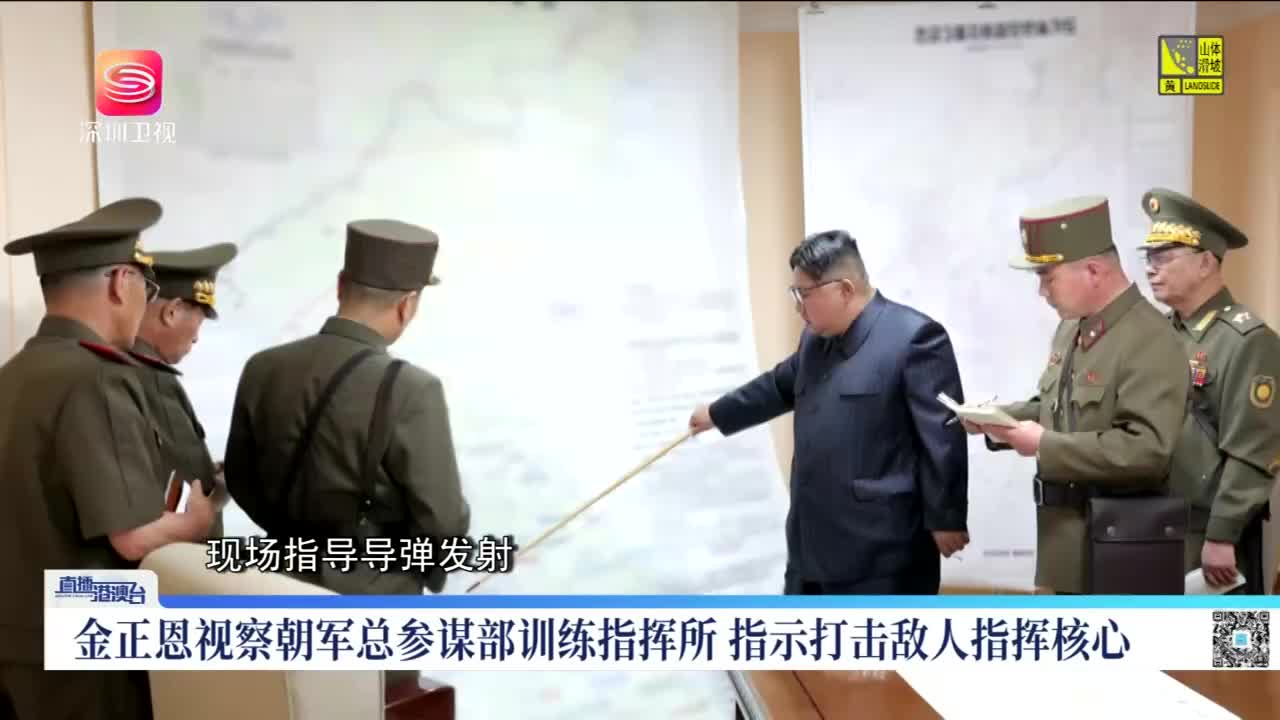 深圳卫视
山体
滑坡
黄 LANDSLIDE
现场指导导弹发射
直播
港澳台
金正恩视察朝军总参谋部训练指挥所 指示打击敌人指挥核心